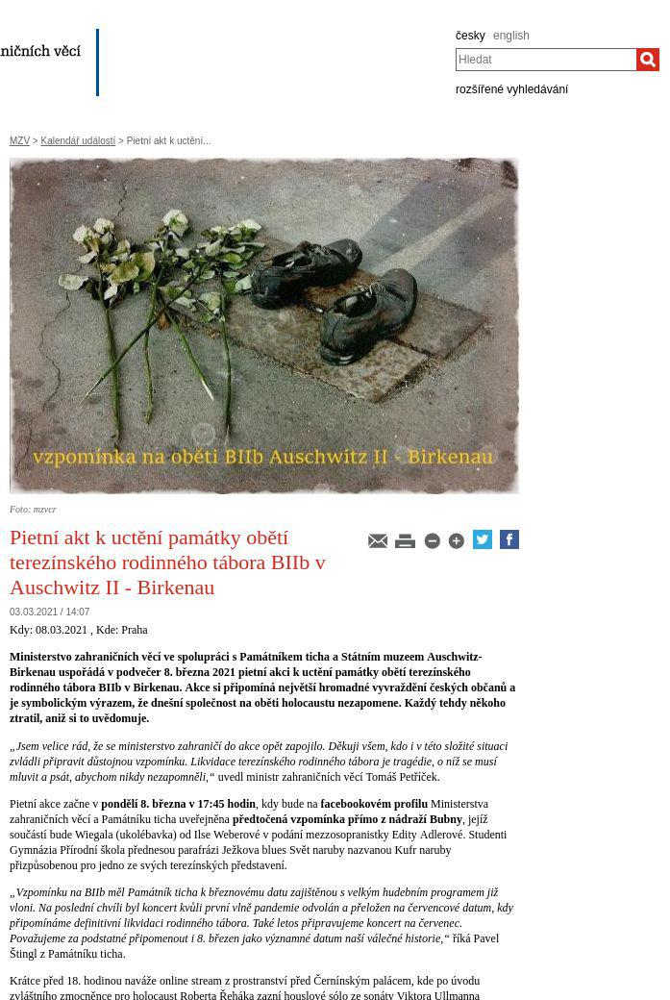 ničních věcí
česky english
Hledat
rozšířené vyhledávání
MZV > Kalendář událostí > Pietní akt k uctění...
vzpomínka na oběti BIIb Auschwitz II - Birkenau
Foto: mzvcr
Pietní akt k uctění památky obětí
terezínského rodinného tábora BIIb v
Auschwitz II - Birkenau
03.03.2021 / 14:07
Kdy: 08.03.2021 , Kde: Praha
Ministerstvo zahraničních věcí ve spolupráci s Památníkem ticha a Státním muzeem Auschwitz-
Birkenau uspořádá v podvečer 8. března 2021 pietní akci k uctění památky obětí terezínského
rodinného tábora BIIb v Birkenau. Akce si připomíná největší hromadné vyvraždění českých občanů a
je symbolickým výrazem, že dnešní společnost na oběti holocaustu nezapomene. Každý tehdy někoho
ztratil, aniž si to uvědomuje.
„Jsem velice rád, že se ministerstvo zahraničí do akce opět zapojilo. Děkuji všem, kdo i v této složité situaci
zvládli připravit důstojnou vzpomínku. Likvidace terezínského rodinného tábora je tragédie, o níž se musí
mluvit a psát, abychom nikdy nezapomněli,“ uvedl ministr zahraničních věcí Tomáš Petříček.
Pietní akce začne v pondělí 8. března v 17:45 hodin, kdy bude na facebookovém profilu Ministerstva
zahraničních věcí a Památníku ticha uveřejněna předtočená vzpomínka přímo z nádraží Bubny, jejíž
součástí bude Wiegala (ukolébavka) od Ilse Weberové v podání mezzosopranistky Edity Adlerové. Studenti
Gymnázia Přírodní škola přednesou parafrázi Ježkova blues Svět naruby nazvanou Kufr naruby
přizpůsobenou pro jedno ze svých terezínských představení.
„Vzpomínku na BIIb měl Památník ticha k březnovému datu zajištěnou s velkým hudebním programem již
vloni. Na poslední chvíli byl koncert kvůli první vlně pandemie odvolán a přeložen na červencové datum, kdy
připomínáme definitivní likvidaci rodinného tábora. Také letos připravujeme koncert na červenec.
Považujeme za podstatné připomenout i 8. březen jako významné datum naší válečné historie,“ říká Pavel
Štingl z Památníku ticha.
Krátce před 18. hodinou naváže online stream z prostranství před Černínským palácem, kde po úvodu
zvláštního zmocněnce pro holocaust Roberta Řeháka zazní houslové sólo ze sonáty Viktora Ullmanna